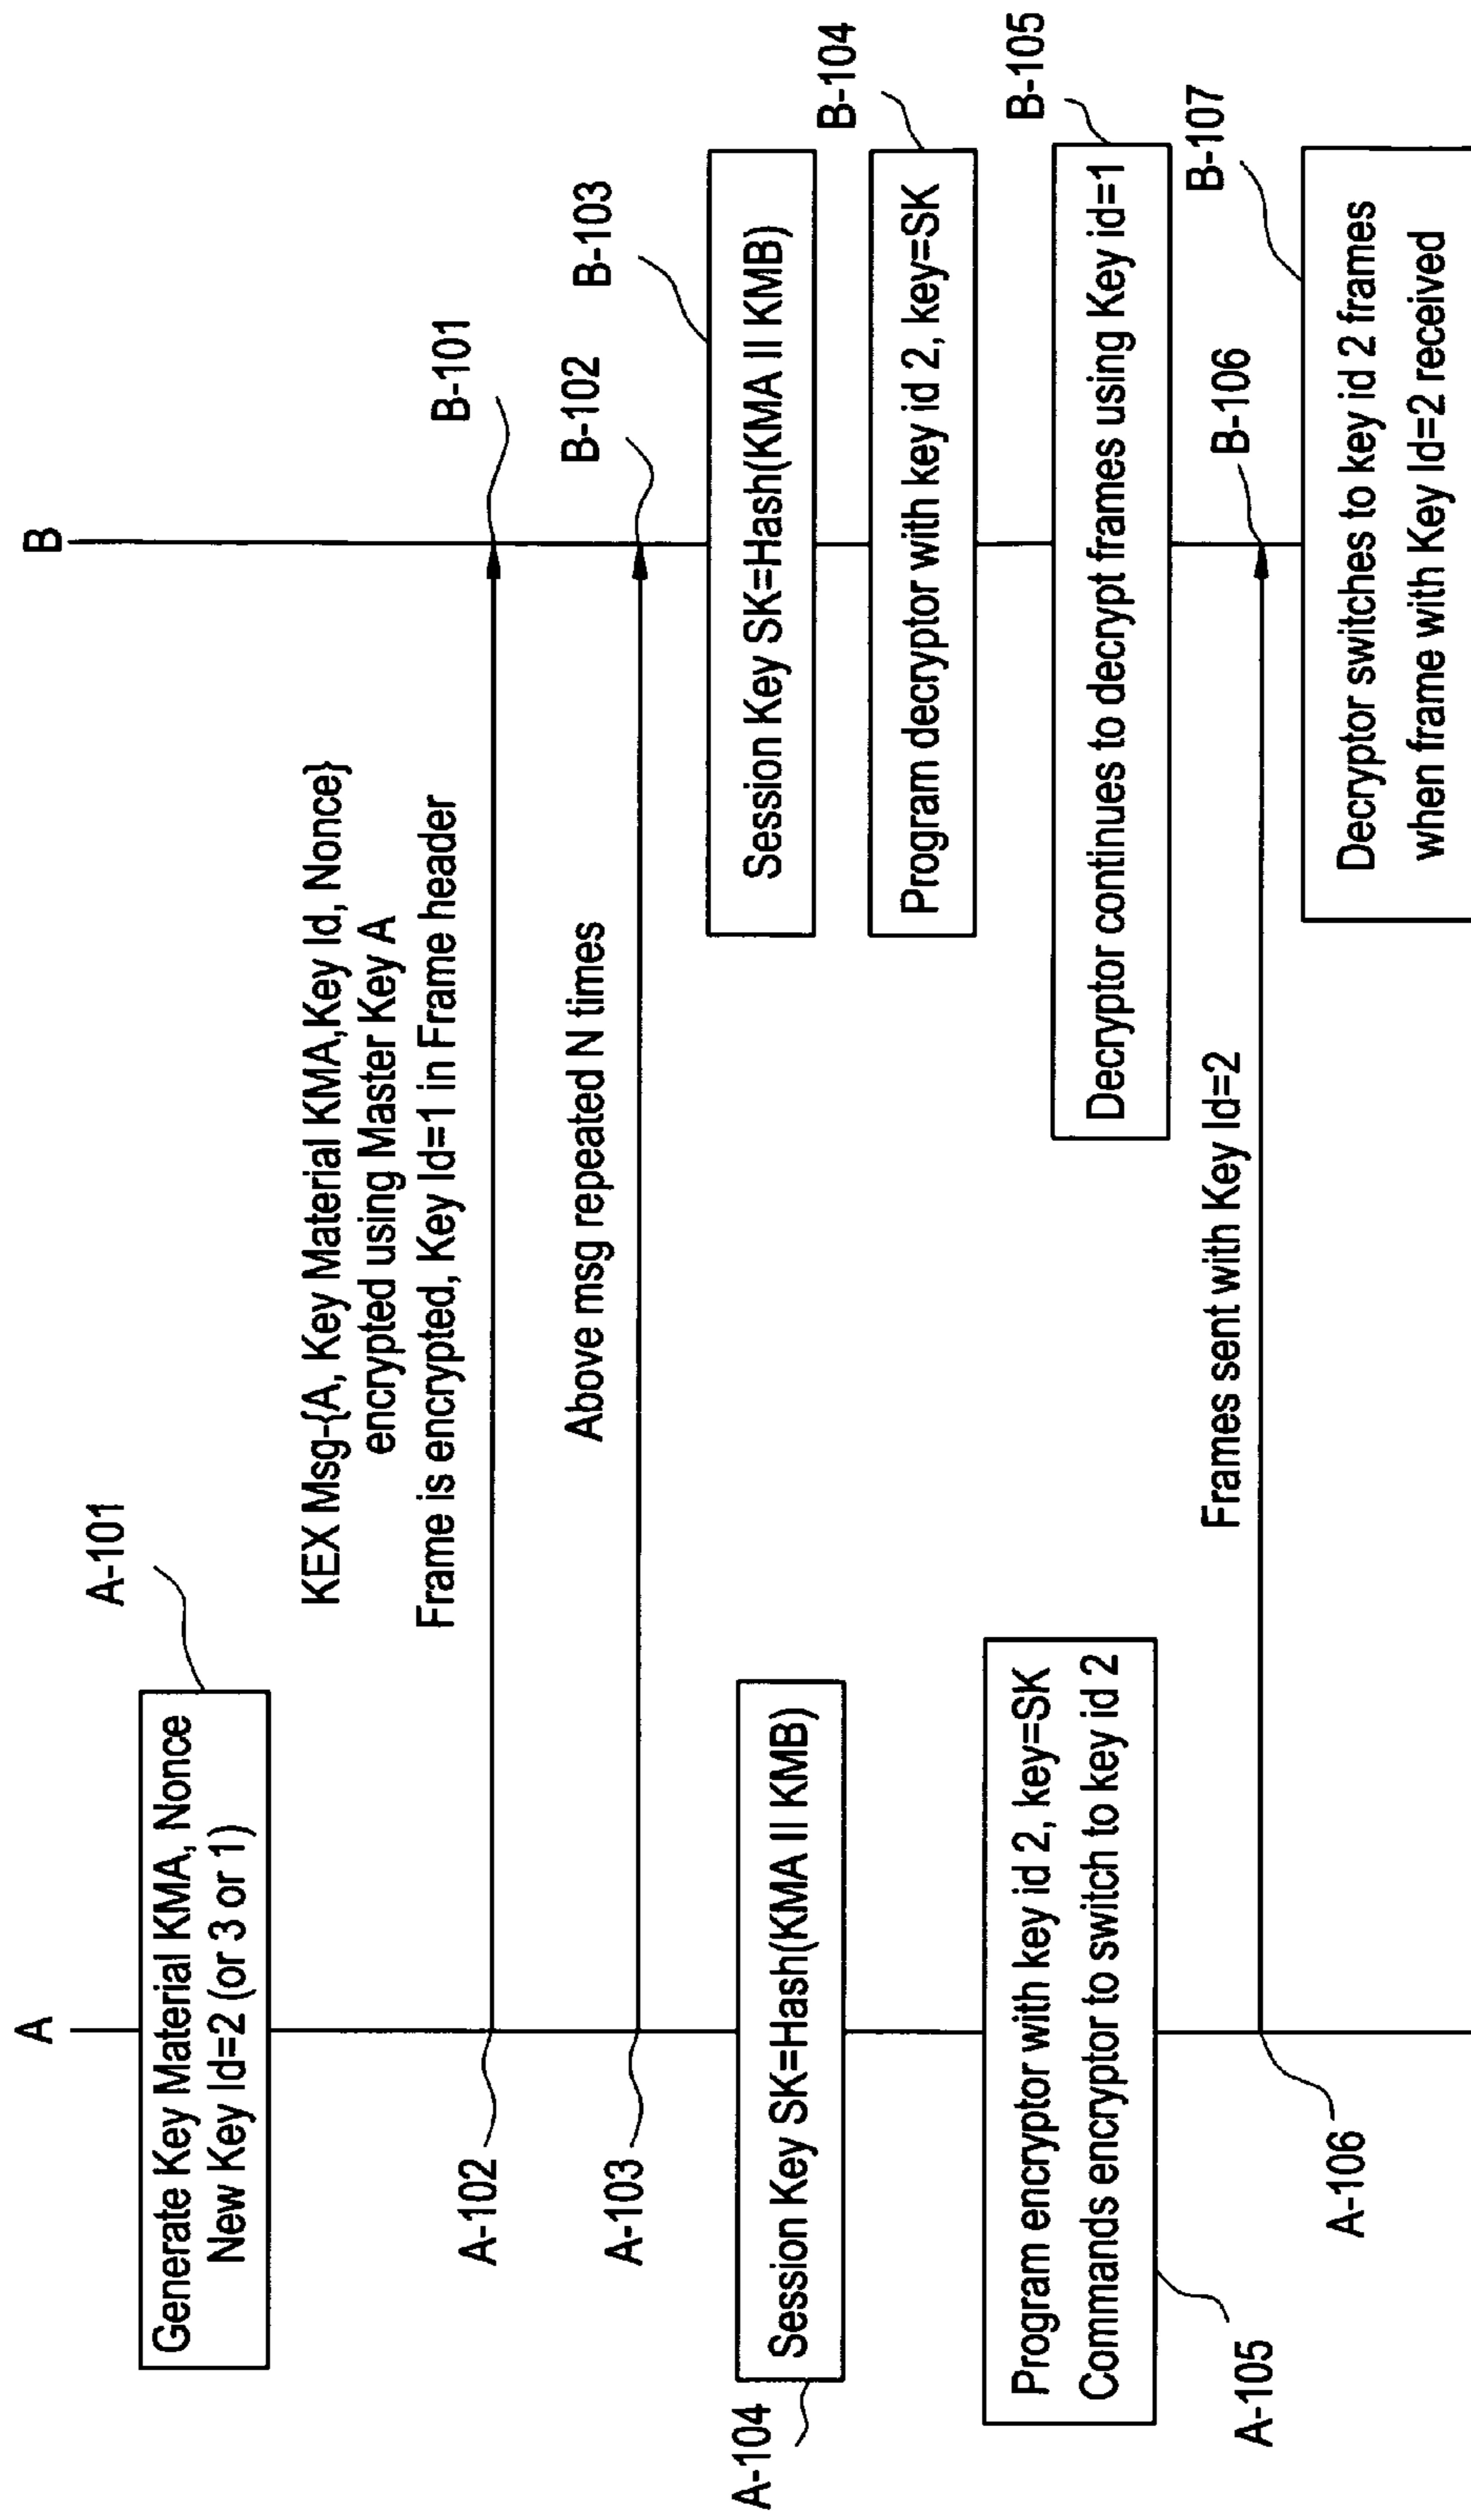 A
B
Generate Key Material KMA, Nonce
New Key Id=2 (or 3 or 1)
A-101
KEX Msg-{A, Key Material KMA,Key Id, Nonce}
encrypted using Master Key A
Frame is encrypted, Key Id=1 in Frame header
A-102
B-101
Above msg repeated N times
A-103
B-102
Session Key SK=Hash(KMA II KMB)
A-104
Session Key SK=Hash(KMA II KMB)
B-103
Program decryptor with key id 2, key=SK
B-104
Program encryptor with key id 2, key=SK
Commands encryptor to switch to key id 2
A-105
Decryptor continues to decrypt frames using Key id=1
B-105
Frames sent with Key Id=2
A-106
B-106
Decryptor switches to key id 2 frames
when frame with Key Id=2 received
B-107